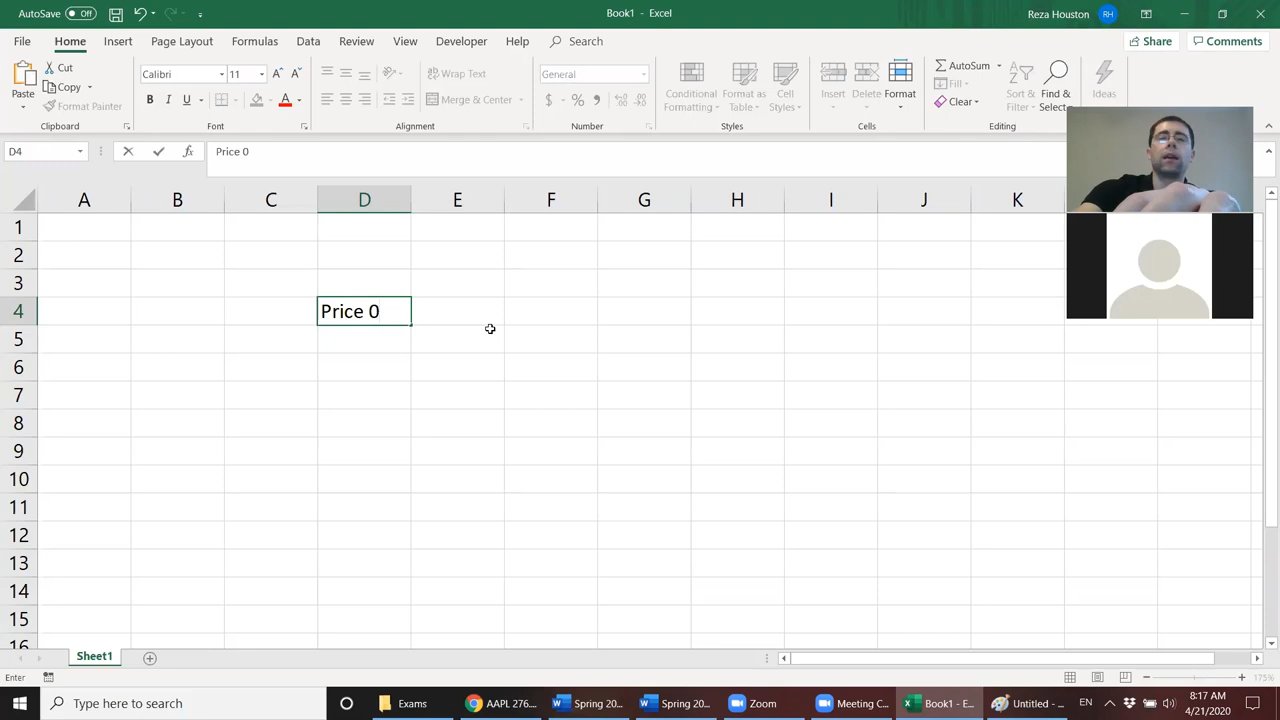 AutoSave Off
Book1 - Excel
Reza Houston RH
File Home Insert Page Layout Formulas Data Review View Developer Help Search Share Comments
Paste
Cut
Copy
Format Painter
Clipboard
Calibri 11
B I U
Font
Wrap Text
Merge & Center
Alignment
General
$ % ,
Number
Conditional Formatting
Format as Table
Cell Styles
Styles
Insert Delete Format
Cells
AutoSum
Fill
Clear
Sort & Filter
Find & Select
Editing
Ideas
D4
fx
Price 0
A B C D E F G H I J K
1
2
3
4 Price 0
5
6
7
8
9
10
11
12
13
14
15
16
Sheet1
Enter
175%
Type here to search
Exams
AAPL 276....
Spring 20...
Spring 20...
Zoom
Meeting C...
Book1 - E...
Untitled - ...
EN
8:17 AM
4/21/2020